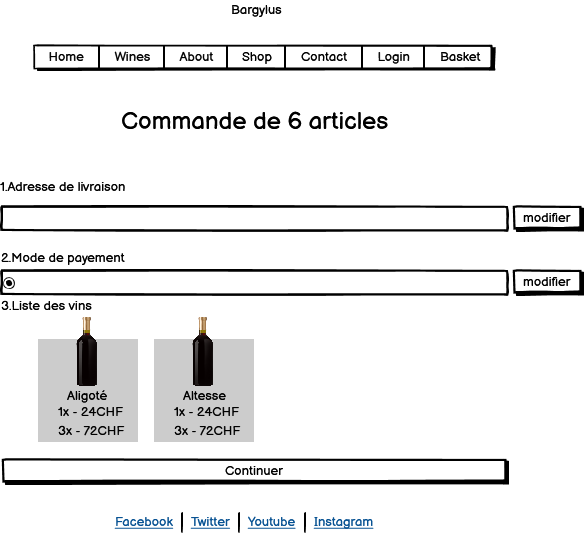 Bargylus
Home Wines About Shop Contact Login Basket
Commande de 6 articles
1.Adresse de livraison
modifier
2.Mode de payement
modifier
3.Liste des vins
Aligoté Altesse
1x - 24CHF 1x - 24CHF
3x - 72CHF 3x - 72CHF
Continuer
Facebook Twitter Youtube Instagram